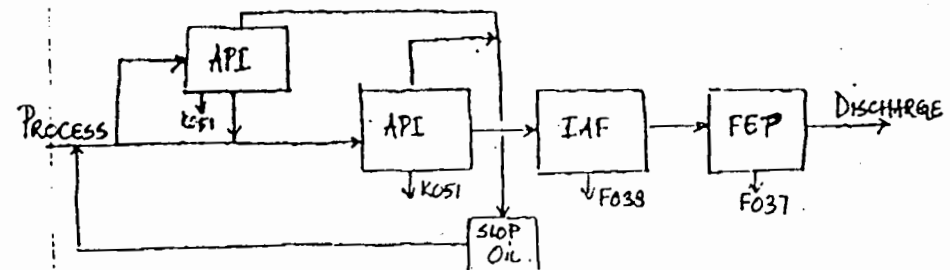 API
K051
PROCESS
API
K051
IAF
F038
FEP
F037
DISCHARGE
SLOP
OIL